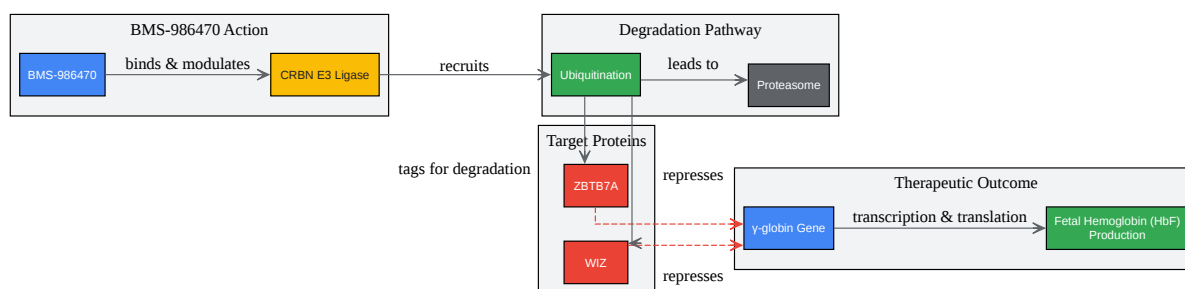 BMS-986470 Action
Degradation Pathway
BMS-986470
binds & modulates
CRBN E3 Ligase
recruits
Ubiquitination
leads to
Proteasome
Target Proteins
tags for degradation
ZBTB7A
represses
Therapeutic Outcome
γ-globin Gene
transcription & translation
Fetal Hemoglobin (HbF)
Production
WIZ
represses